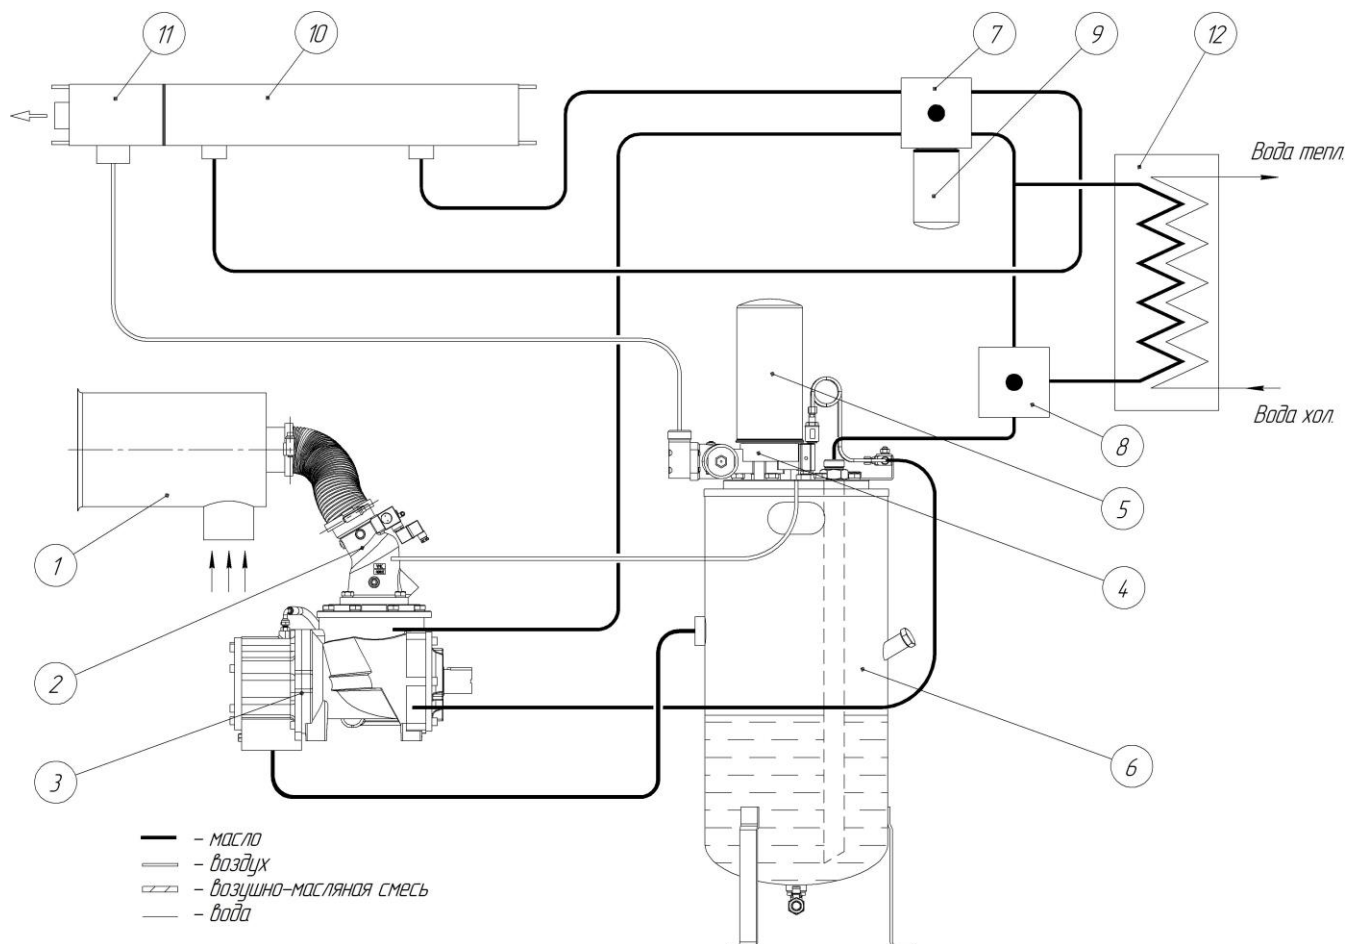 11
10
7
9
12
Вода тепл.
Вода хол.
8
5
1
4
2
6
3
– масло
– воздух
– возушно-масляная смесь
– вода